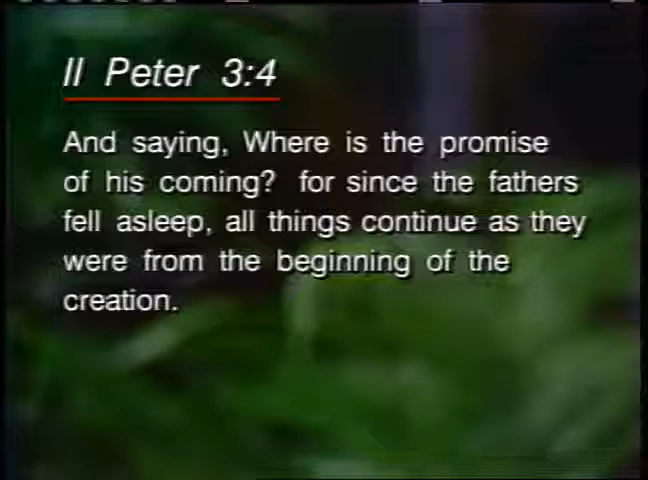 II Peter 3:4
And saying, Where is the promise
of his coming? for since the fathers
fell asleep, all things continue as they
were from the beginning of the
creation.